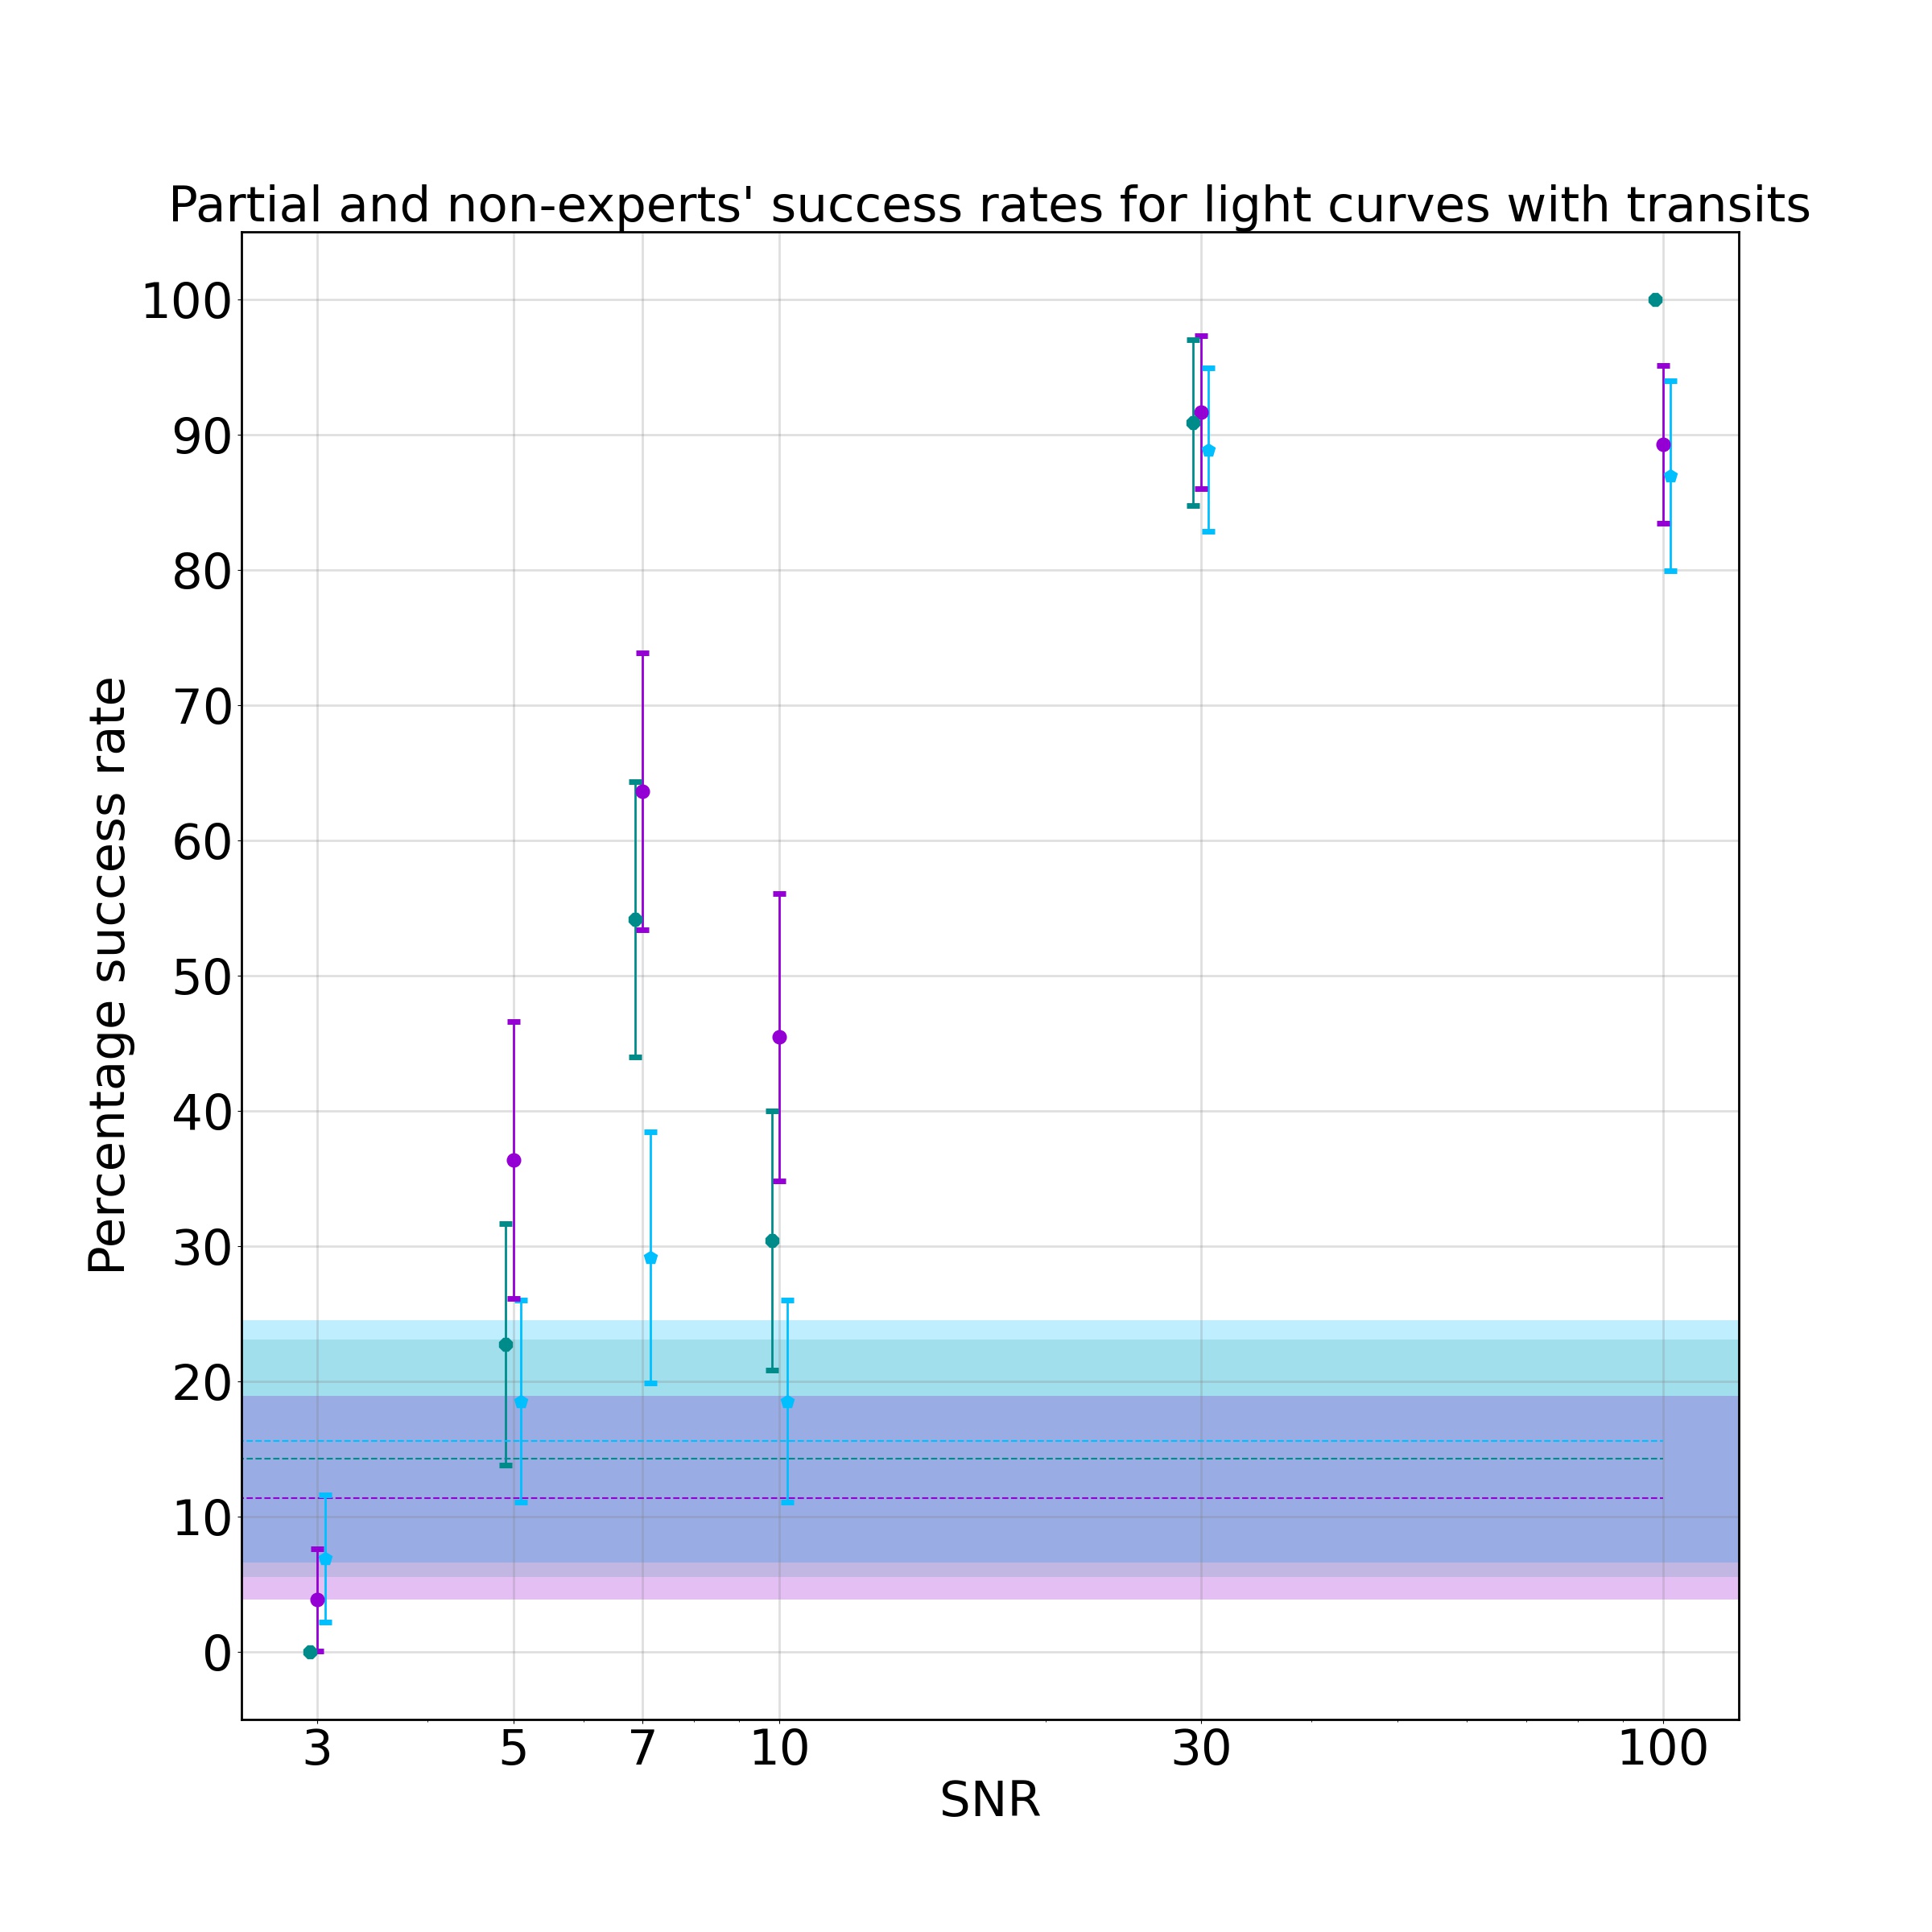 Partial and non-experts' success rates for light curves with transits
100
90
80
70
60
50
40
30
20
10
0
Percentage success rate
3 5 7 10 30 100
SNR